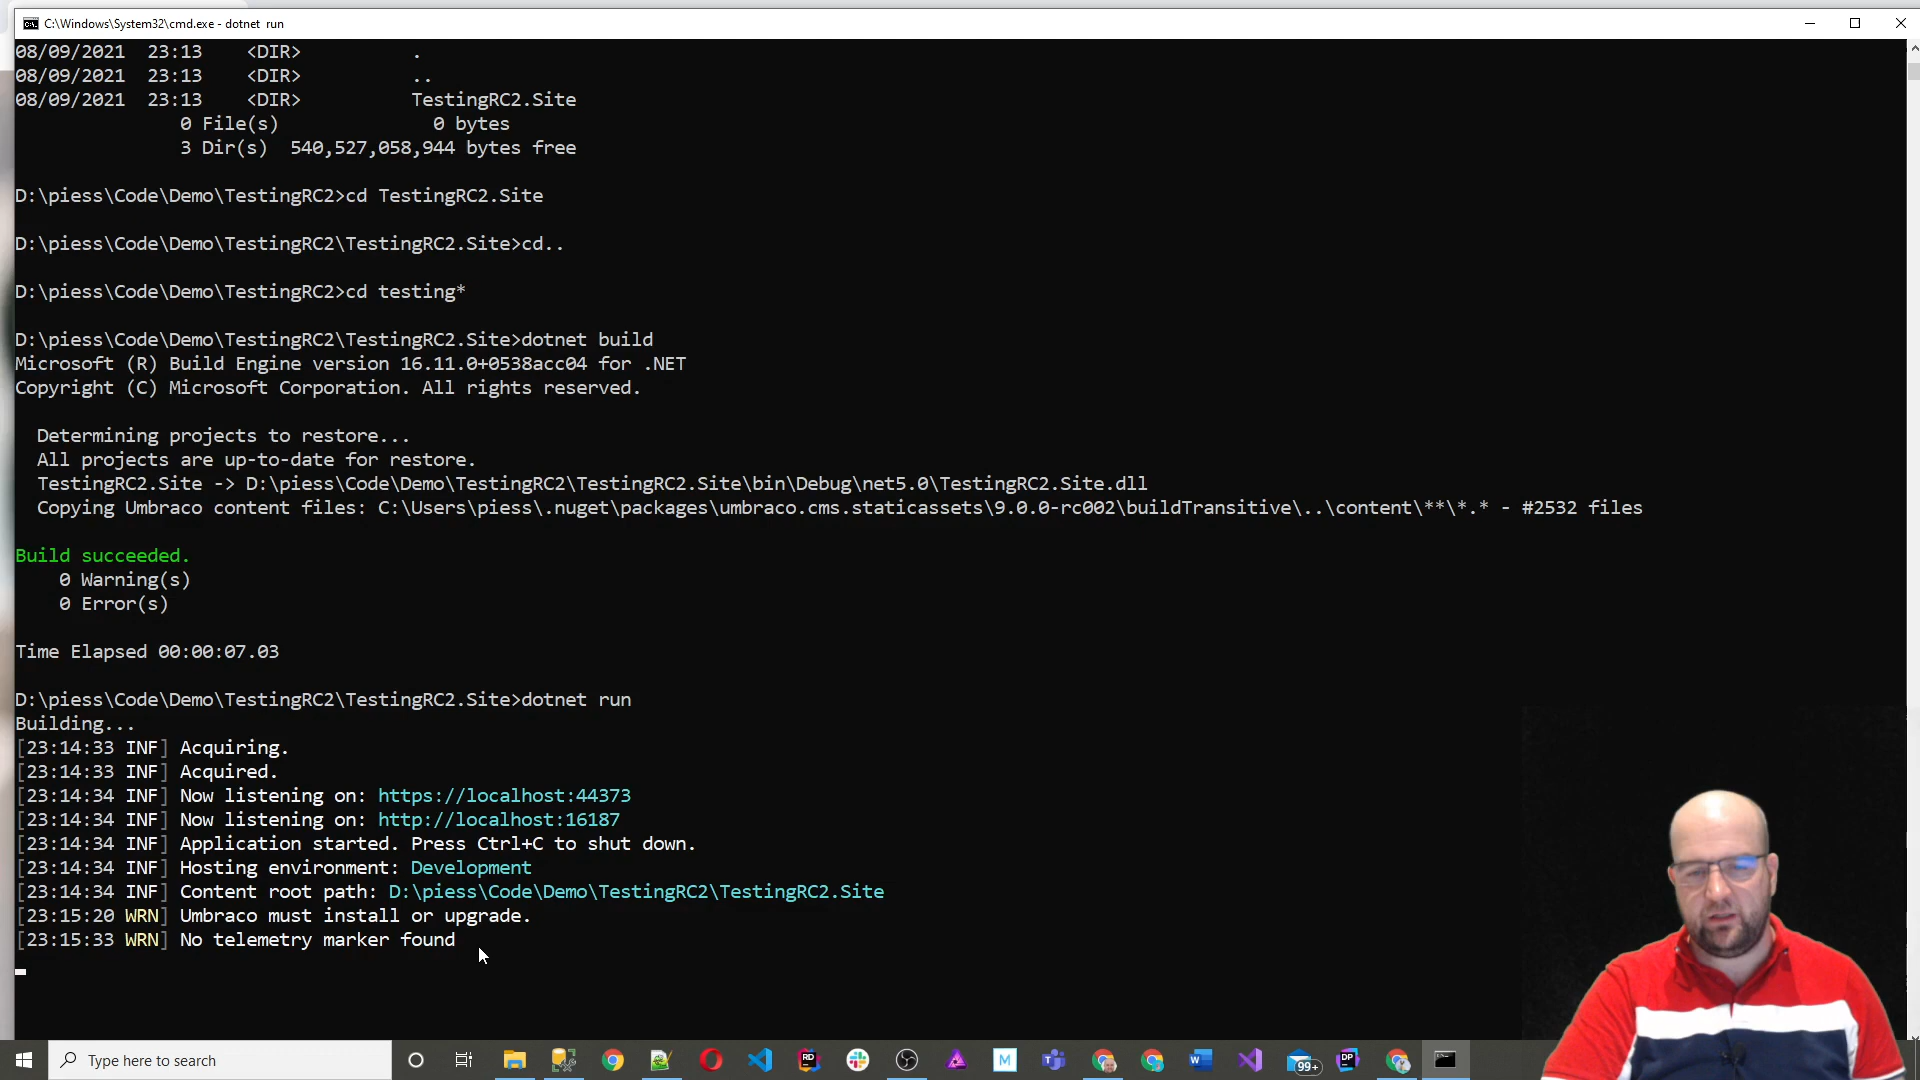 C:\Windows\System32\cmd.exe - dotnet run
08/09/2021 23:13 <DIR> .
08/09/2021 23:13 <DIR> ..
08/09/2021 23:13 <DIR> TestingRC2.Site
0 File(s) 0 bytes
3 Dir(s) 540,527,058,944 bytes free
D:\piess\Code\Demo\TestingRC2>cd TestingRC2.Site
D:\piess\Code\Demo\TestingRC2\TestingRC2.Site>cd..
D:\piess\Code\Demo\TestingRC2>cd testing*
D:\piess\Code\Demo\TestingRC2\TestingRC2.Site>dotnet build
Microsoft (R) Build Engine version 16.11.0+0538acc04 for .NET
Copyright (C) Microsoft Corporation. All rights reserved.
Determining projects to restore...
All projects are up-to-date for restore.
TestingRC2.Site -> D:\piess\Code\Demo\TestingRC2\TestingRC2.Site\bin\Debug\net5.0\TestingRC2.Site.dll
Copying Umbraco content files: C:\Users\piess\.nuget\packages\umbraco.cms.staticassets\9.0.0-rc002\buildTransitive\..\content\**\*.* - #2532 files
Build succeeded.
0 Warning(s)
0 Error(s)
Time Elapsed 00:00:07.03
D:\piess\Code\Demo\TestingRC2\TestingRC2.Site>dotnet run
Building...
[23:14:33 INF] Acquiring.
[23:14:33 INF] Acquired.
[23:14:34 INF] Now listening on: https://localhost:44373
[23:14:34 INF] Now listening on: http://localhost:16187
[23:14:34 INF] Application started. Press Ctrl+C to shut down.
[23:14:34 INF] Hosting environment: Development
[23:14:34 INF] Content root path: D:\piess\Code\Demo\TestingRC2\TestingRC2.Site
[23:15:20 WRN] Umbraco must install or upgrade.
[23:15:33 WRN] No telemetry marker found
Type here to search
RD
M
W
99+
DP